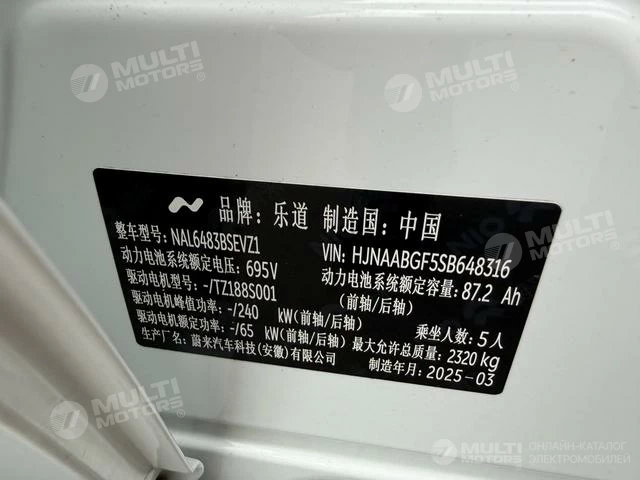 MULTI MOTORS
MULTI MOTORS
品牌: 乐道 制造国: 中国
整车型号: NAL6483BSEVZ1
VIN: HJNAABGF5SB648316
动力电池系统额定电压: 695V
动力电池系统额定容量: 87.2 Ah
驱动电机型号: -/TZ188S001
(前轴/后轴)
驱动电机峰值功率: -/240 kW(前轴/后轴)
乘坐人数: 5人
驱动电机额定功率: -/65 kW(前轴/后轴)
最大允许总质量: 2320 kg
生产厂名: 蔚来汽车科技(安徽)有限公司
制造年月: 2025-03
MULTI MOTORS
MULTI MOTORS
ОНЛАЙН-КАТАЛОГ
ЭЛЕКТРОМОБИЛЕЙ